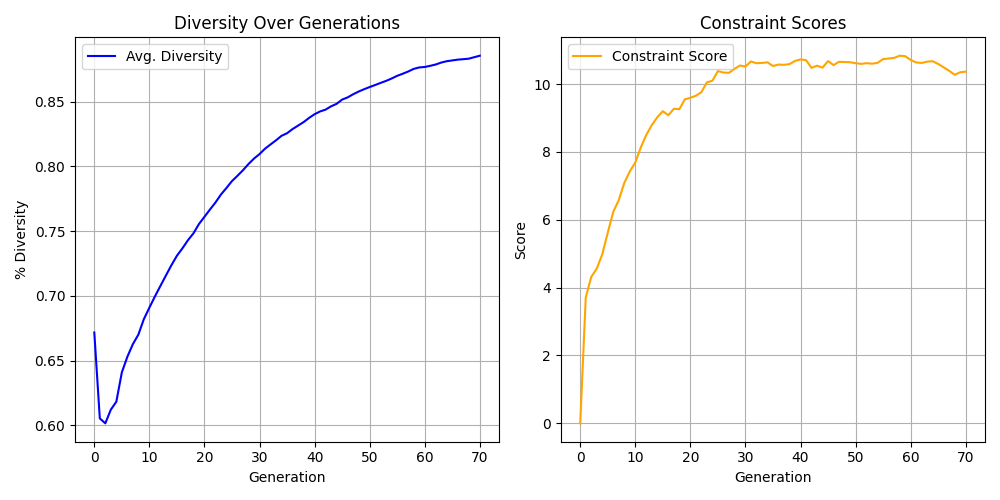 Diversity Over Generations
Avg. Diversity
% Diversity
0.85
0.80
0.75
0.70
0.65
0.60
0 10 20 30 40 50 60 70
Generation
Constraint Scores
Constraint Score
Score
10
8
6
4
2
0
0 10 20 30 40 50 60 70
Generation